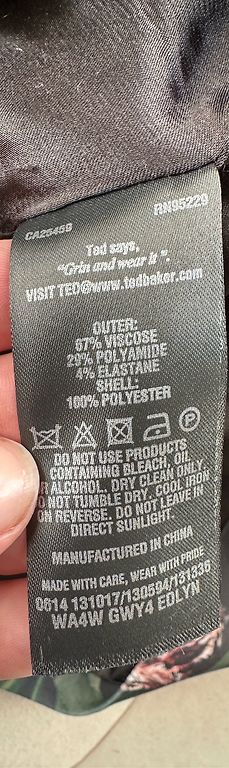 CA25459 RN95229
Ted says,
"Grin and wear it".
VISIT TED@www.tedbaker.com
OUTER:
67% VISCOSE
29% POLYAMIDE
4% ELASTANE
SHELL:
100% POLYESTER
P
DO NOT USE PRODUCTS
CONTAINING BLEACH, OIL
OR ALCOHOL. DRY CLEAN ONLY.
DO NOT TUMBLE DRY. COOL IRON
ON REVERSE. DO NOT LEAVE IN
DIRECT SUNLIGHT.
MANUFACTURED IN CHINA
MADE WITH CARE, WEAR WITH PRIDE
0614 131017/130594/131336
WA4W GWY4 EDLYN